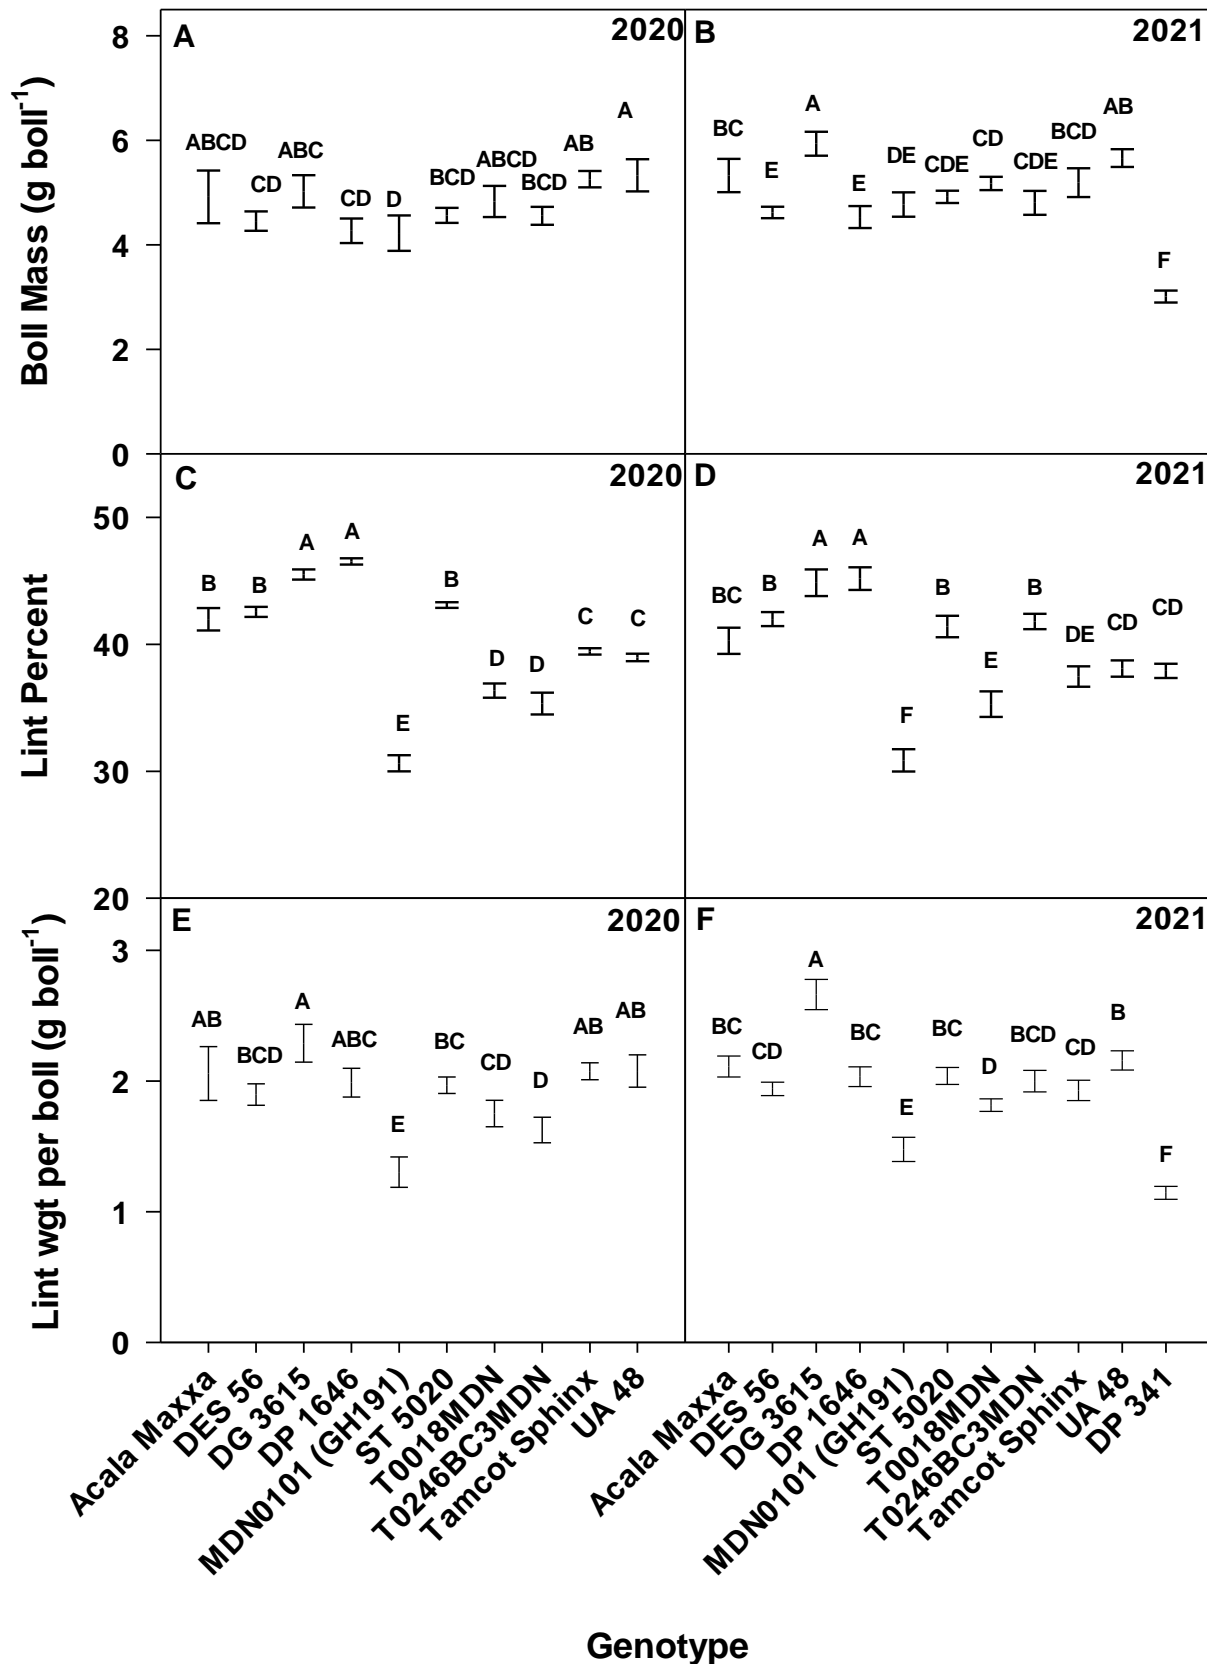 A 2020 B 2021
Boll Mass (g boll-1)
8
6
4
2
0
ABCD CD ABC CD D BCD ABCD BCD AB A
BC E A E DE CDE CD CDE BCD AB F
C 2020 D 2021
Lint Percent
50
40
30
20
B B A A E B D D C C
BC B A A F B E B DE CD CD
E 2020 F 2021
Lint wgt per boll (g boll-1)
3
2
1
0
AB BCD A ABC E BC CD D AB AB
BC CD A BC E BC D BCD CD B F
Acala Maxxa
DES 56
DG 3615
DP 1646
MDN0101 (GH191)
ST 5020
T0018MDN
T0246BC3MDN
Tamcot Sphinx
UA 48
Acala Maxxa
DES 56
DG 3615
DP 1646
MDN0101 (GH191)
ST 5020
T0018MDN
T0246BC3MDN
Tamcot Sphinx
UA 48
DP 341
Genotype